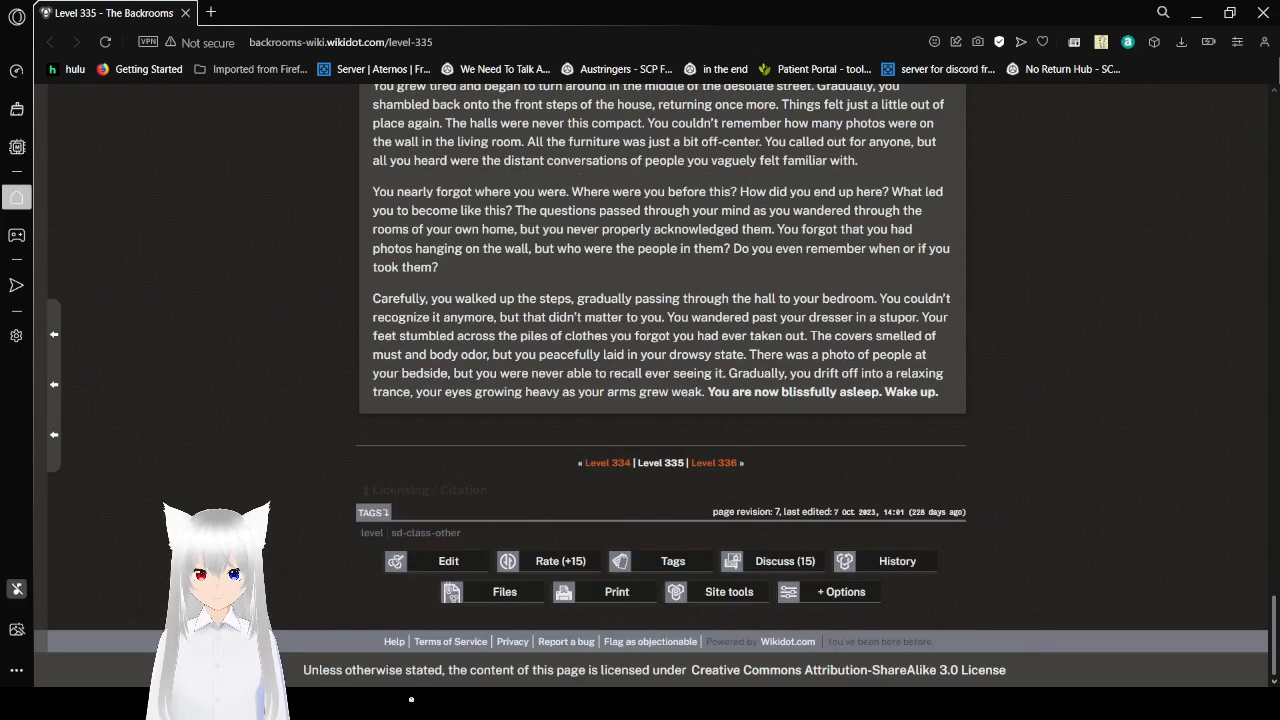 Level 335 - The Backrooms
VPN
Not secure
backrooms-wiki.wikidot.com/level-335
hulu
Getting Started
Imported from Firef...
Server | Aternos | Fr...
We Need To Talk A...
Austringers - SCP F...
in the end
Patient Portal - tool...
server for discord fr...
No Return Hub - SC...
You grew tired and began to turn around in the middle of the desolate street. Gradually, you
shambled back onto the front steps of the house, returning once more. Things felt just a little out of
place again. The halls were never this compact. You couldn't remember how many photos were on
the wall in the living room. All the furniture was just a bit off-center. You called out for anyone, but
all you heard were the distant conversations of people you vaguely felt familiar with.
You nearly forgot where you were. Where were you before this? How did you end up here? What led
you to become like this? The questions passed through your mind as you wandered through the
rooms of your own home, but you never properly acknowledged them. You forgot that you had
photos hanging on the wall, but who were the people in them? Do you even remember when or if you
took them?
Carefully, you walked up the steps, gradually passing through the hall to your bedroom. You couldn't
recognize it anymore, but that didn't matter to you. You wandered past your dresser in a stupor. Your
feet stumbled across the piles of clothes you forgot you had ever taken out. The covers smelled of
must and body odor, but you peacefully laid in your drowsy state. There was a photo of people at
your bedside, but you were never able to recall ever seeing it. Gradually, you drift off into a relaxing
trance, your eyes growing heavy as your arms grew weak. You are now blissfully asleep. Wake up.
« Level 334 | Level 335 | Level 336 »
‡ Licensing / Citation
TAGS
page revision: 7, last edited: 7 Oct 2023, 14:01 (228 days ago)
level sd-class-other
Edit
Rate (+15)
Tags
Discuss (15)
History
Files
Print
Site tools
+ Options
Help | Terms of Service | Privacy | Report a bug | Flag as objectionable | Powered by Wikidot.com | You've been here before.
Unless otherwise stated, the content of this page is licensed under Creative Commons Attribution-ShareAlike 3.0 License